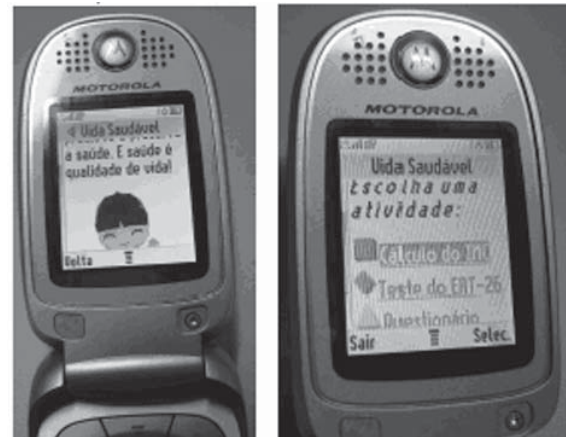 MOTOROLA
Vida Saudável
a saúde. E saúde é
qualidade de vida!
Volta
MOTOROLA
Vida Saudável
Escolha uma
atividade:
Cálculo do IMC
Teste do EAT-26
Questionário
Sair Selec.